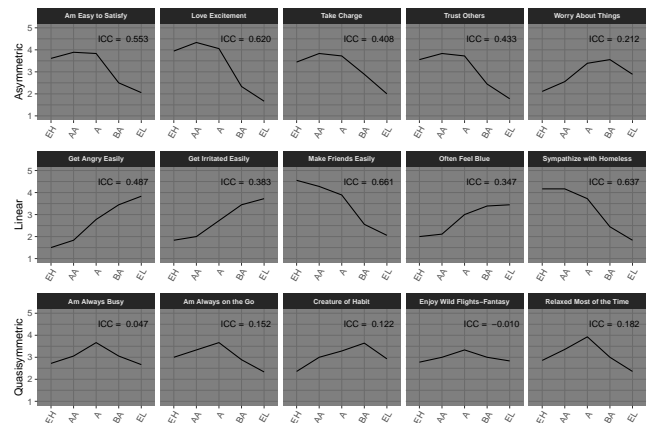 Am Easy to Satisfy Love Excitement Take Charge Trust Others Worry About Things
ICC = 0.553 ICC = 0.620 ICC = 0.408 ICC = 0.433 ICC = 0.212
Asymmetric
5
4
3
2
1
EH AA A BA EL EH AA A BA EL EH AA A BA EL EH AA A BA EL EH AA A BA EL
Get Angry Easily Get Irritated Easily Make Friends Easily Often Feel Blue Sympathize with Homeless
ICC = 0.487 ICC = 0.383 ICC = 0.661 ICC = 0.347 ICC = 0.637
Linear
5
4
3
2
1
EH AA A BA EL EH AA A BA EL EH AA A BA EL EH AA A BA EL EH AA A BA EL
Am Always Busy Am Always on the Go Creature of Habit Enjoy Wild Flights−Fantasy Relaxed Most of the Time
ICC = 0.047 ICC = 0.152 ICC = 0.122 ICC = −0.010 ICC = 0.182
Quasisymmetric
5
4
3
2
1
EH AA A BA EL EH AA A BA EL EH AA A BA EL EH AA A BA EL EH AA A BA EL